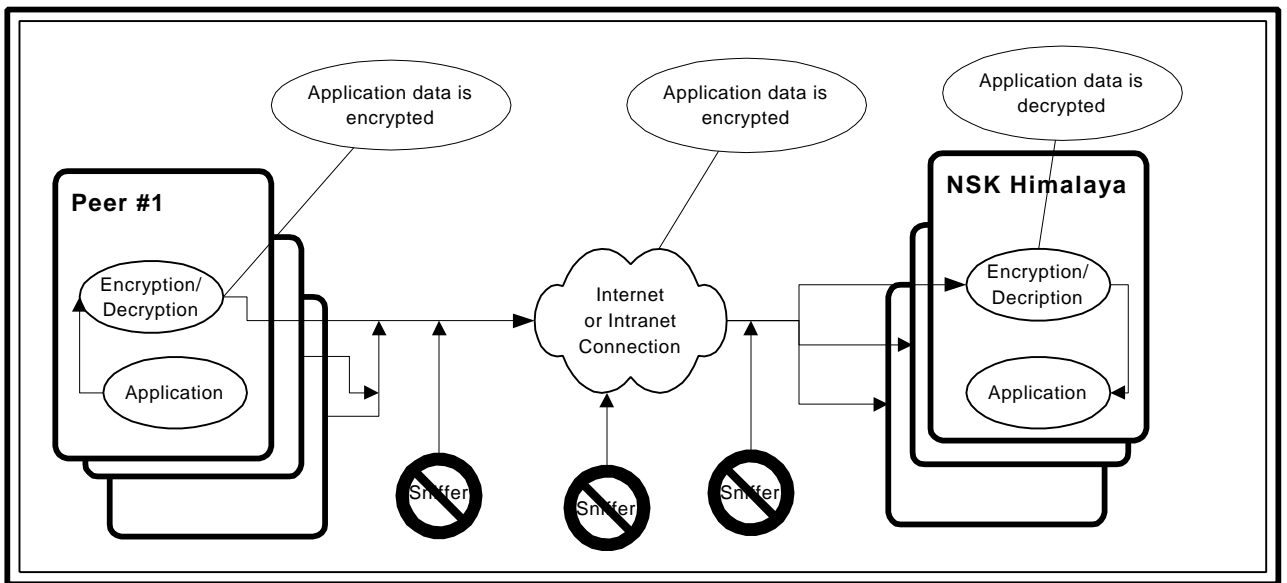 Application data is
encrypted
Application data is
encrypted
Application data is
decrypted
Peer #1
Encryption/
Decryption
Application
Internet
or Intranet
Connection
NSK Himalaya
Encryption/
Decription
Application
Sniffer
Sniffer
Sniffer